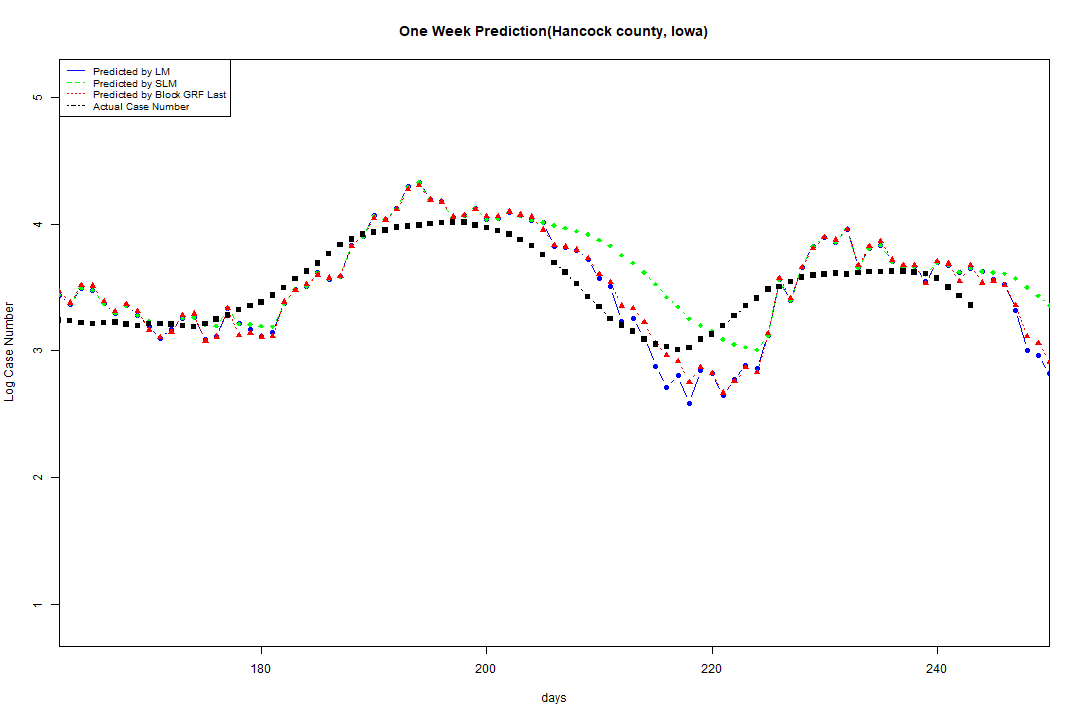 One Week Prediction(Hancock county, Iowa)
Predicted by LM
Predicted by SLM
Predicted by Block GRF Last
Actual Case Number
5
4
3
2
1
Log Case Number
180
200
220
240
days